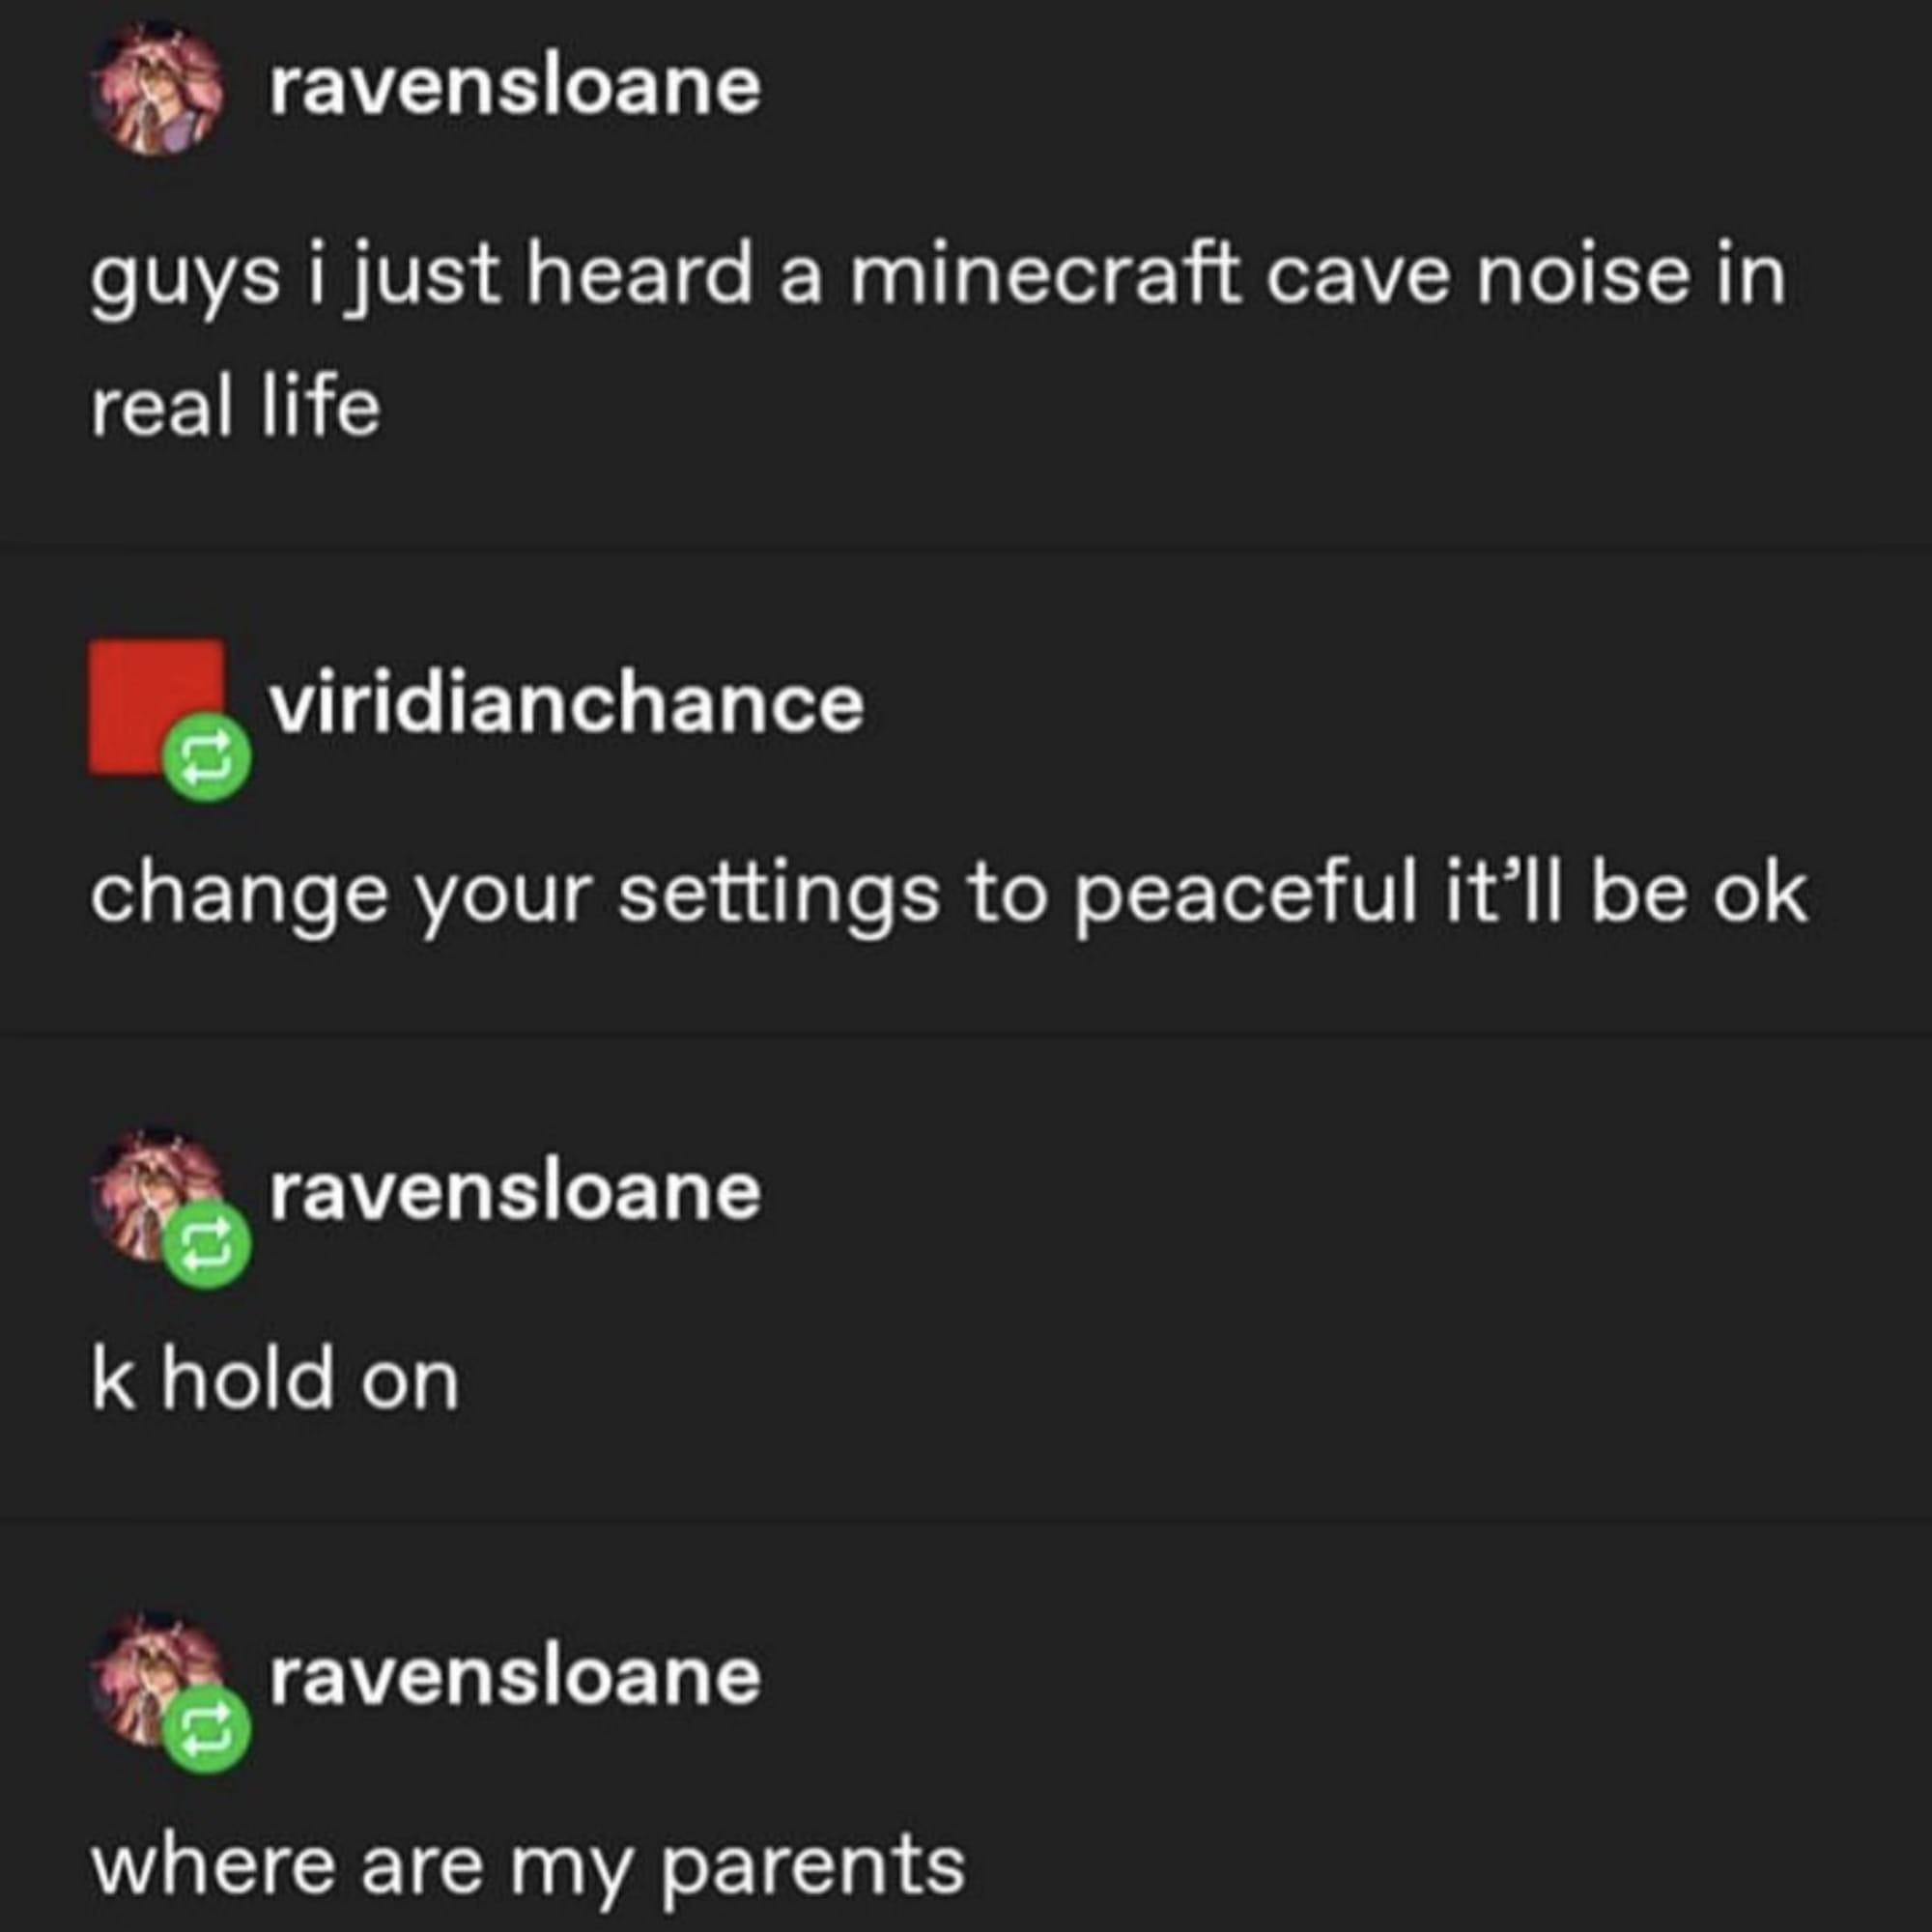 ravensloane
guys i just heard a minecraft cave noise in
real life
viridianchance
change your settings to peaceful it’ll be ok
ravensloane
k hold on
ravensloane
where are my parents